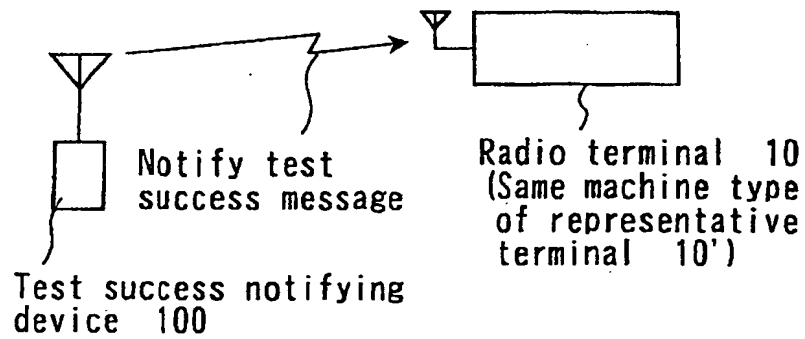 Notify test
success message
Radio terminal 10
(Same machine type
of representative
terminal 10')
Test success notifying
device 100